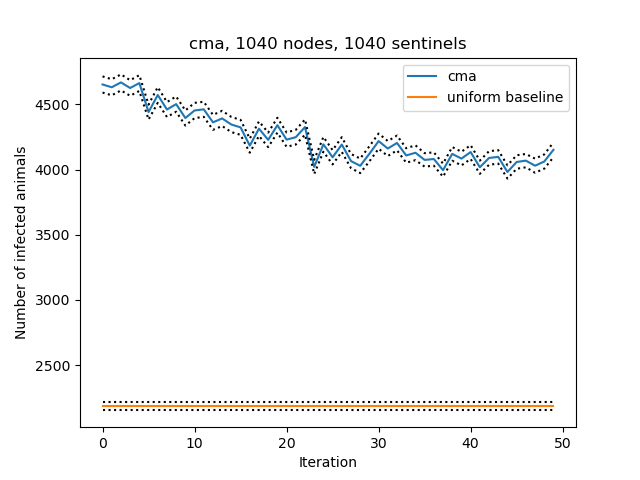 cma, 1040 nodes, 1040 sentinels
cma
uniform baseline
Number of infected animals
4500
4000
3500
3000
2500
0 10 20 30 40 50
Iteration